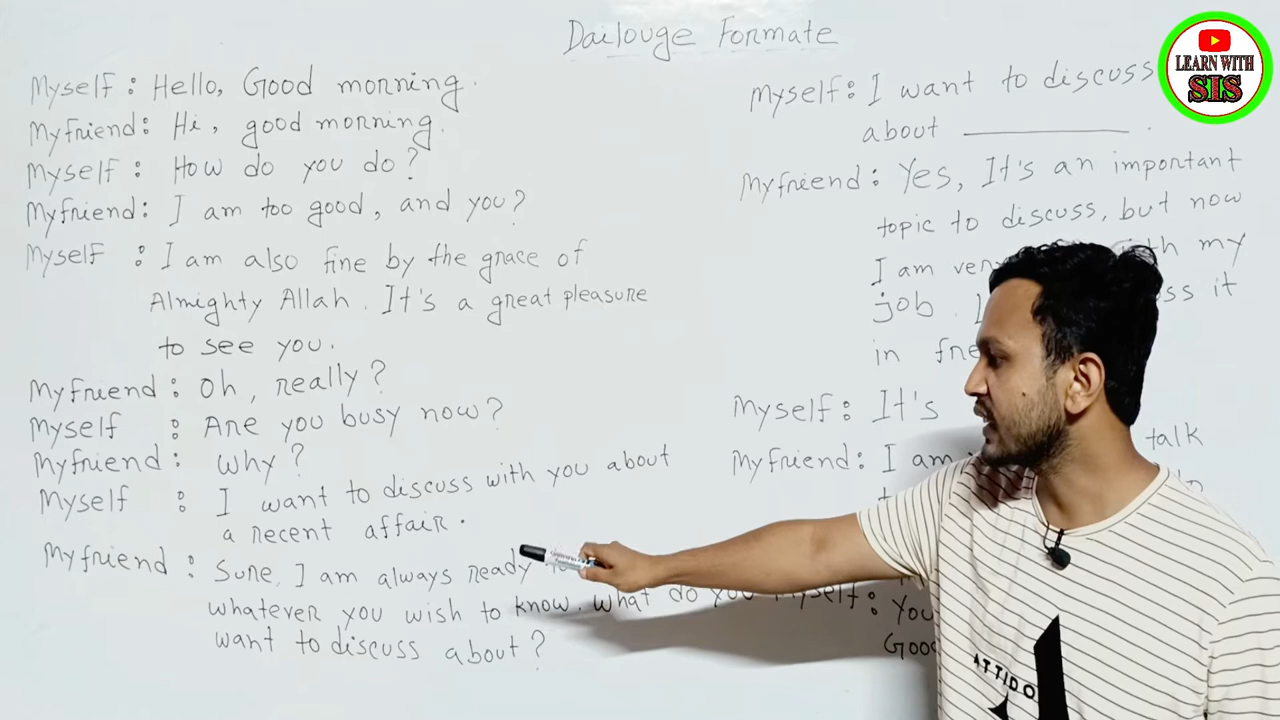 Dailouge Formate
Myself : Hello, Good morning.
Myfriend : Hi, good morning.
Myself : How do you do?
Myfriend : I am too good, and you?
Myself : I am also fine by the grace of
Almighty Allah. It's a great pleasure
to see you.
Myfriend : Oh, really?
Myself : Are you busy now?
Myfriend : Why?
Myself : I want to discuss with you about
a recent affair.
Myfriend : Sure, I am always ready
whatever you wish to know. What do you
want to discuss about?
Myself : I want to discuss
about ______ .
Myfriend : Yes, It's an important
topic to discuss, but now
I am very with my
job. it
in
Myself : It's
Myfriend : I am talk
Myself : You
Good
LEARN WITH
SIS
ATTIDO